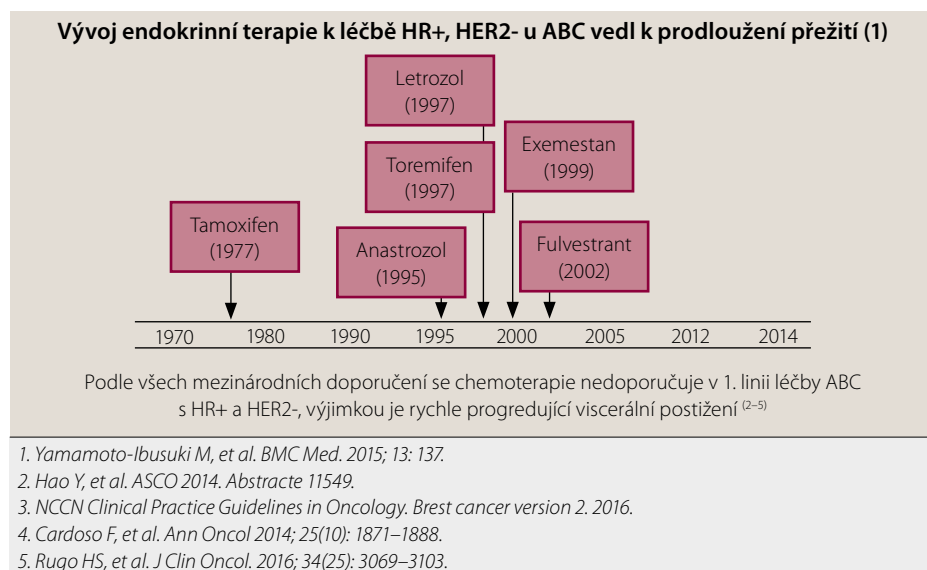 Vývoj endokrinní terapie k léčbě HR+, HER2- u ABC vedl k prodloužení přežití (1)
Letrozol
(1997)
Toremifen
(1997)
Exemestan
(1999)
Tamoxifen
(1977)
Anastrozol
(1995)
Fulvestrant
(2002)
1970 1980 1990 1995 2000 2005 2012 2014
Podle všech mezinárodních doporučení se chemoterapie nedoporučuje v 1. linii léčby ABC
s HR+ a HER2-, výjimkou je rychle progredující viscerální postižení (2–5)
1. Yamamoto-Ibusuki M, et al. BMC Med. 2015; 13: 137.
2. Hao Y, et al. ASCO 2014. Abstracte 11549.
3. NCCN Clinical Practice Guidelines in Oncology. Brest cancer version 2. 2016.
4. Cardoso F, et al. Ann Oncol 2014; 25(10): 1871–1888.
5. Rugo HS, et al. J Clin Oncol. 2016; 34(25): 3069–3103.